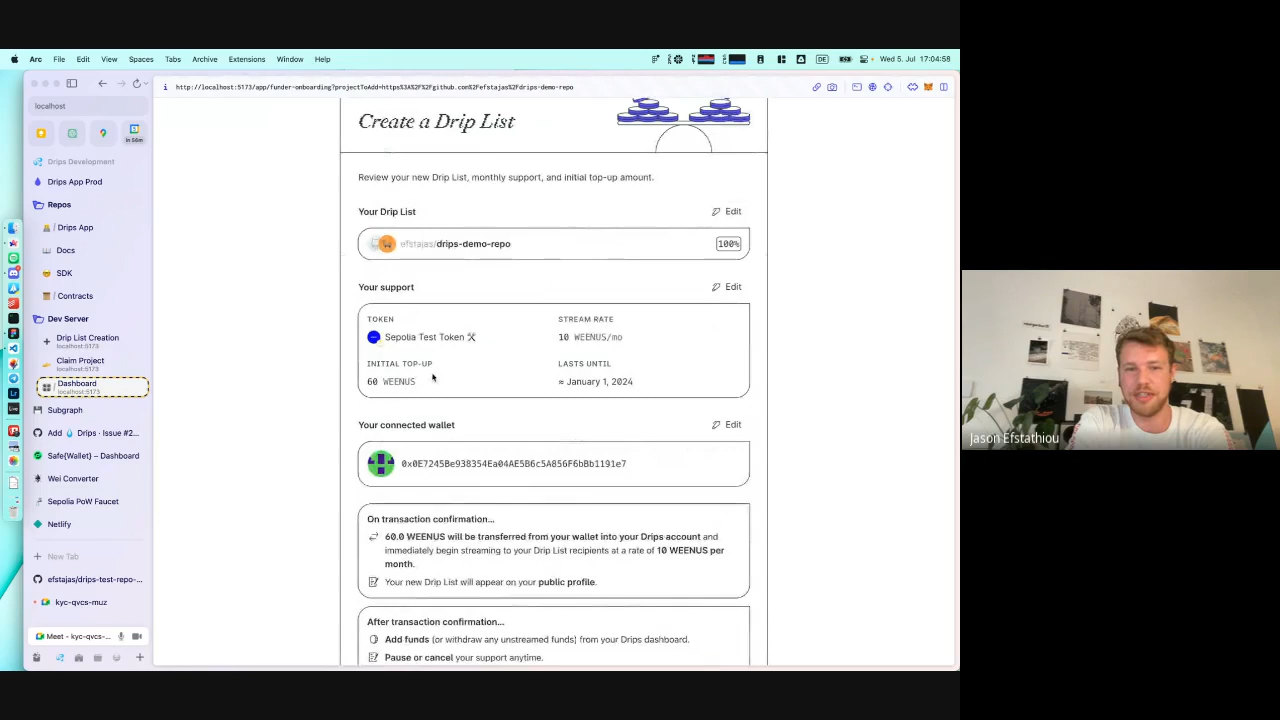 Arc File Edit View Spaces Tabs Archive Extensions Window Help
DE
Wed 5. Jul 17:04:58
http://localhost:5173/app/funder-onboarding?projectToAdd=https%3A%2F%2Fgithub.com%2Fefstajas%2Fdrips-demo-repo
localhost
in 56m
Drips Development
Drips App Prod
Repos
/ Drips App
Docs
SDK
/ Contracts
Dev Server
Drip List Creation
localhost:5173
Claim Project
localhost:5173
/ Dashboard
localhost:5173
Subgraph
Add 💧 Drips · Issue #2...
Safe{Wallet} – Dashboard
Wei Converter
Sepolia PoW Faucet
Netlify
New Tab
efstajas/drips-test-repo-...
kyc-qvcs-muz
Meet - kyc-qvcs-...
Create a Drip List
Review your new Drip List, monthly support, and initial top-up amount.
Your Drip List
Edit
efstajas/drips-demo-repo
100%
Your support
Edit
TOKEN
STREAM RATE
Sepolia Test Token
10 WEENUS/mo
INITIAL TOP-UP
LASTS UNTIL
60 WEENUS
≈ January 1, 2024
Your connected wallet
Edit
0x0E7245Be938354Ea04AE5B6c5A856F6bBb1191e7
On transaction confirmation...
60.0 WEENUS will be transferred from your wallet into your Drips account and
immediately begin streaming to your Drip List recipients at a rate of 10 WEENUS per
month.
Your new Drip List will appear on your public profile.
After transaction confirmation...
Add funds (or withdraw any unstreamed funds) from your Drips dashboard.
Pause or cancel your support anytime.
Jason Efstathiou